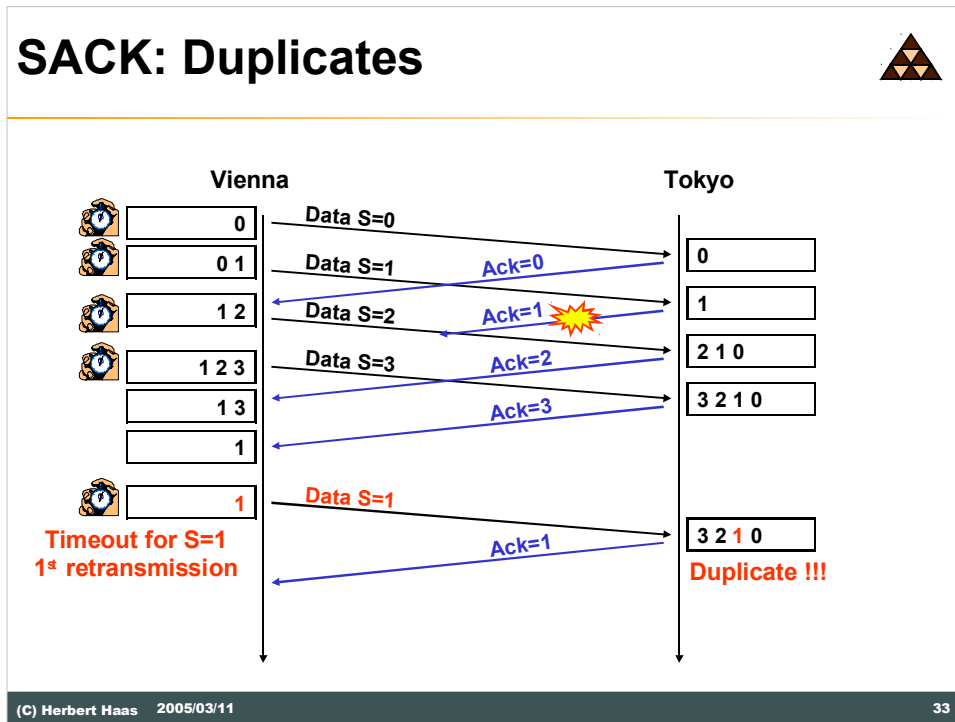 SACK: Duplicates
Vienna
Tokyo
0
Data S=0
0
0 1
Data S=1
Ack=0
1
1 2
Data S=2
Ack=1
2 1 0
1 2 3
Data S=3
Ack=2
3 2 1 0
1 3
Ack=3
1
1
Data S=1
3 2 1 0
Timeout for S=1
1st retransmission
Ack=1
Duplicate !!!
(C) Herbert Haas 2005/03/11
33